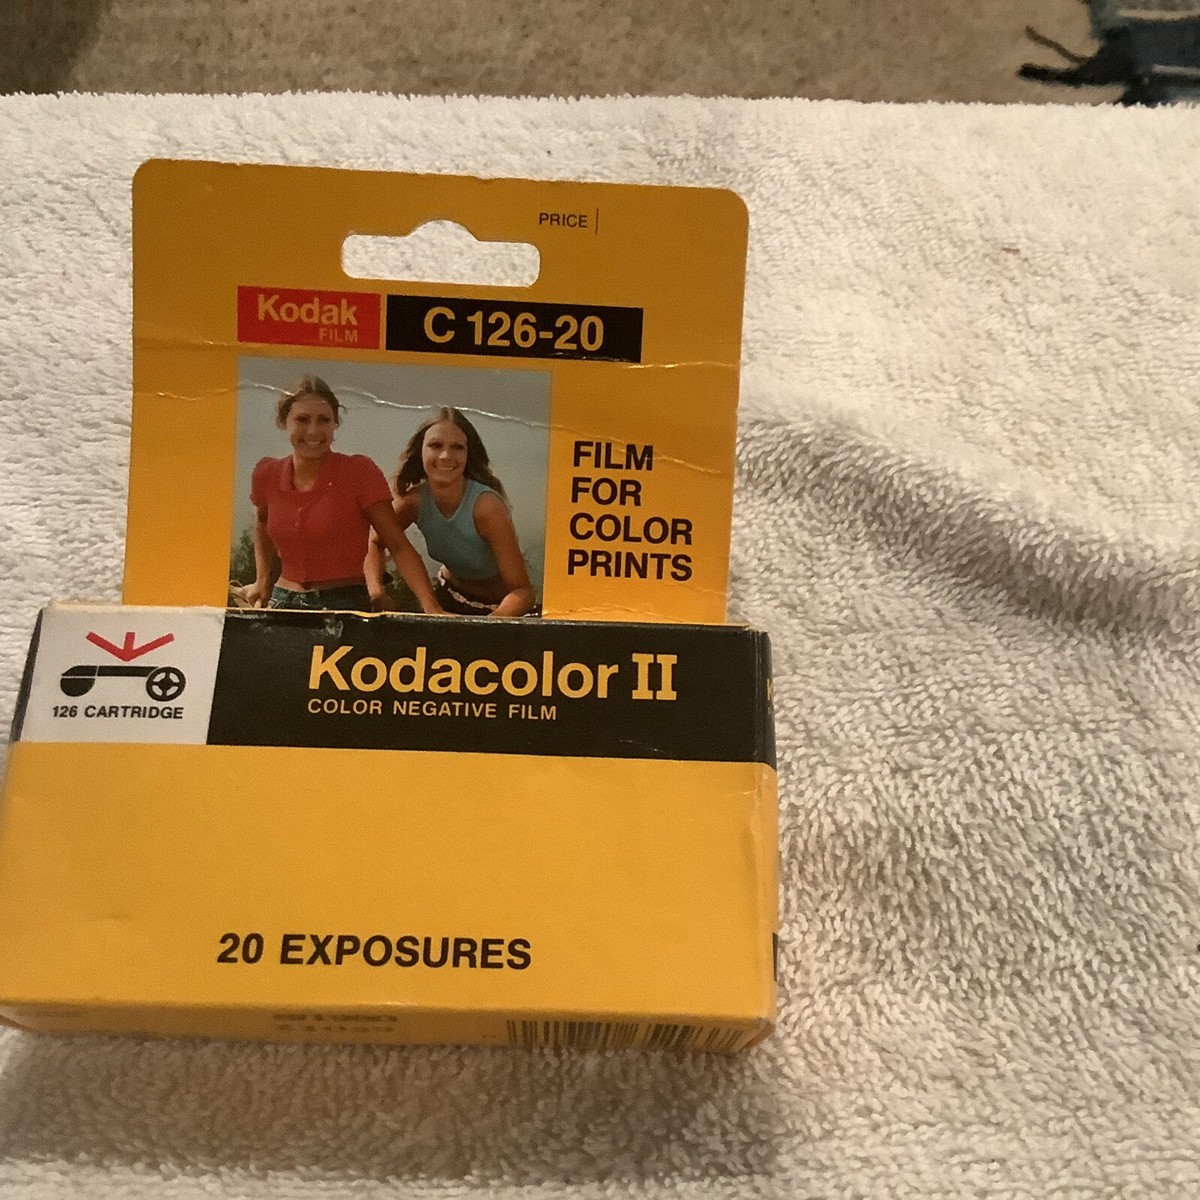 PRICE
Kodak
FILM
C 126-20
FILM
FOR
COLOR
PRINTS
126 CARTRIDGE
Kodacolor II
COLOR NEGATIVE FILM
20 EXPOSURES